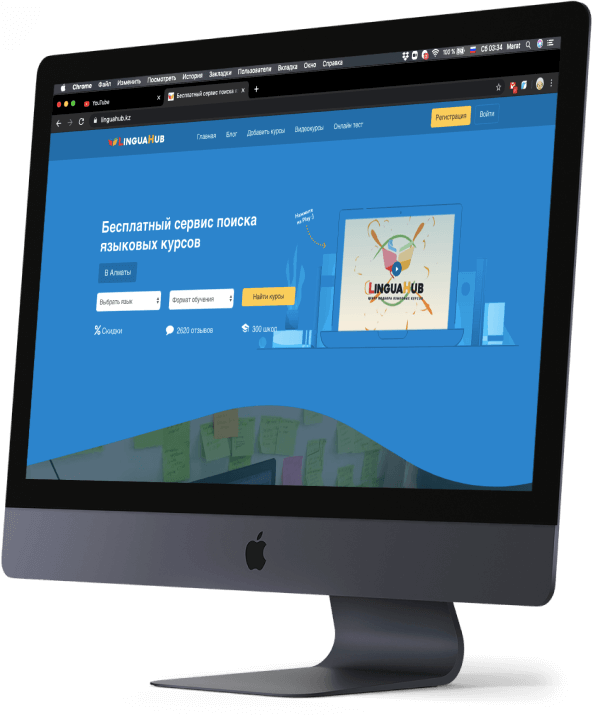 Chrome Файл Изменить Посмотреть История Закладки Пользователи Вкладка Окно Справка 100 % Сб 03:34 Marat
YouTube Бесплатный сервис поиска
linguahub.kz
LINGUAHUB Главная Блог Добавить курсы Видеокурсы Онлайн тест Регистрация Войти
Нажмите
на Play :)
Бесплатный сервис поиска
языковых курсов
В Алматы
Выбрать язык Формат обучения Найти курсы
Скидки 2620 отзывов 300 школ
LINGUAHUB